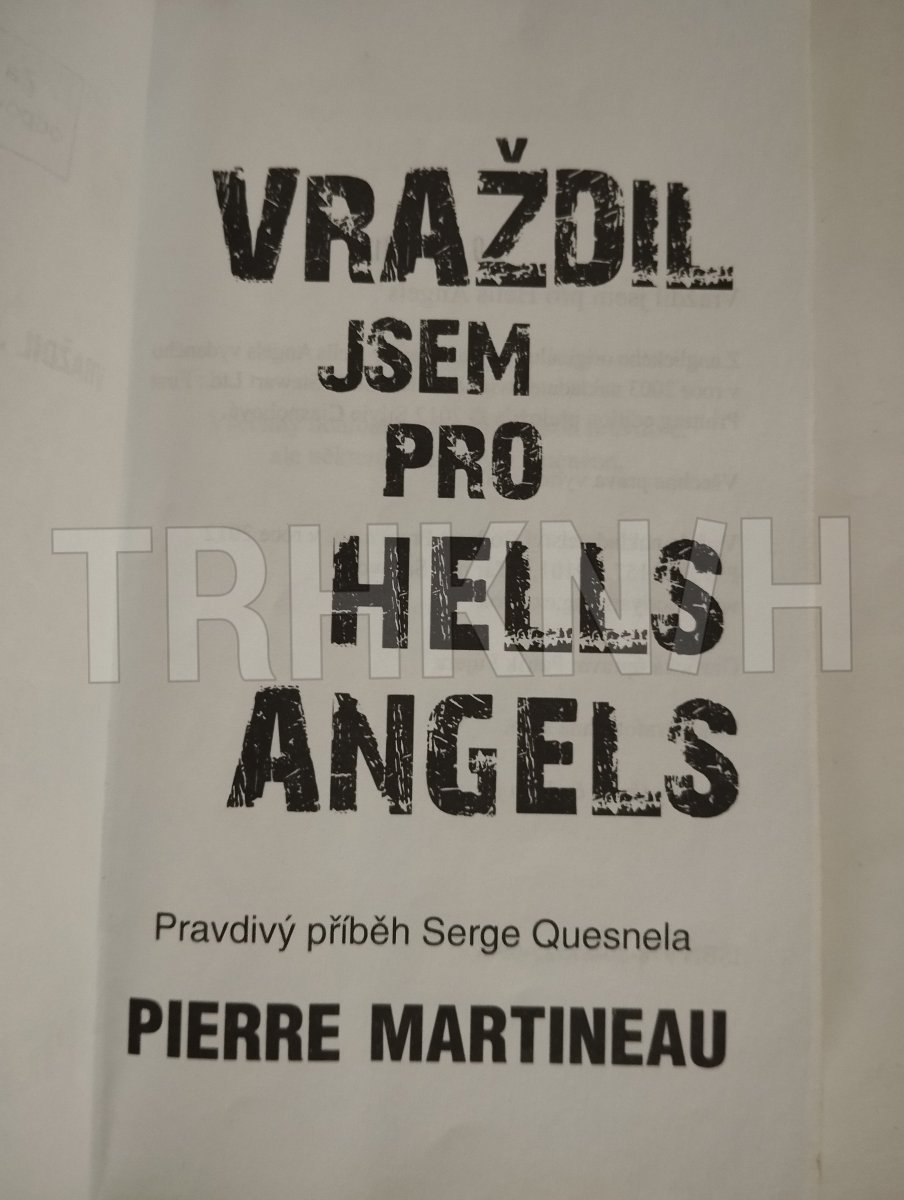 VRAŽDIL
JSEM
PRO
HELLS
ANGELS
Pravdivý příběh Serge Quesnela
PIERRE MARTINEAU
TRHKNIH